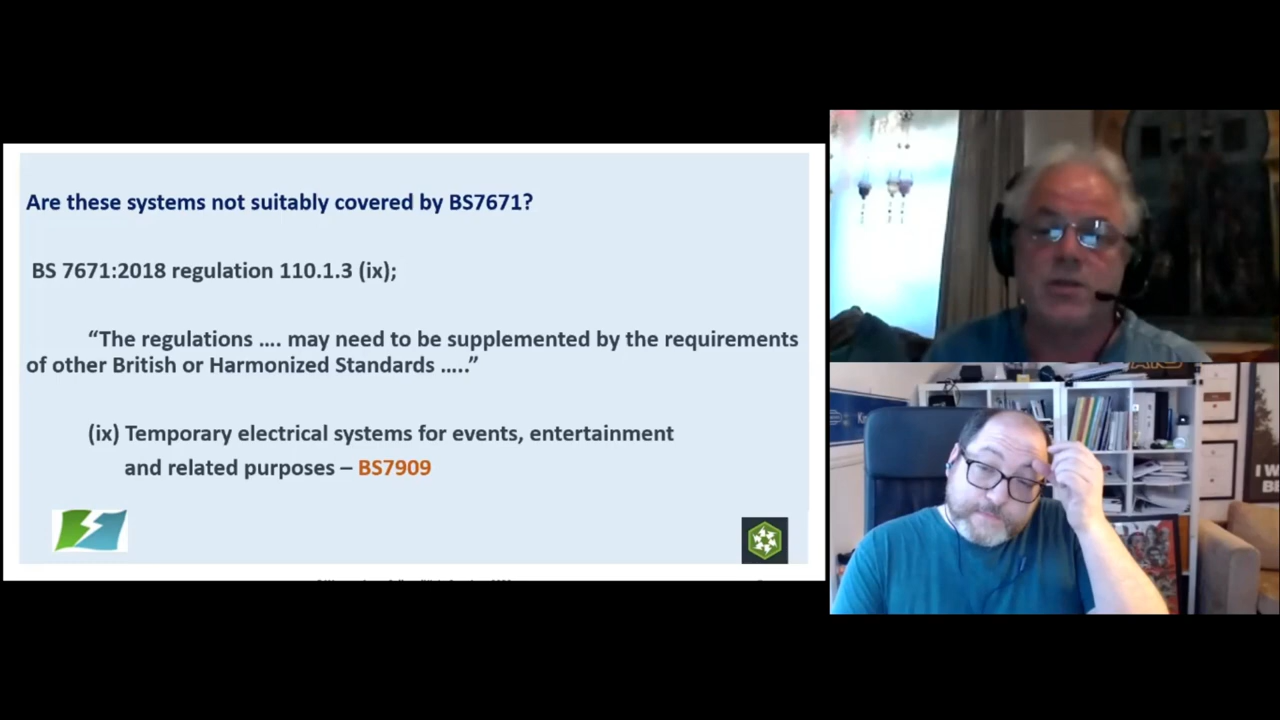 Are these systems not suitably covered by BS7671?
BS 7671:2018 regulation 110.1.3 (ix);
“The regulations .... may need to be supplemented by the requirements
of other British or Harmonized Standards .....”
(ix) Temporary electrical systems for events, entertainment
and related purposes – BS7909
I W
BE